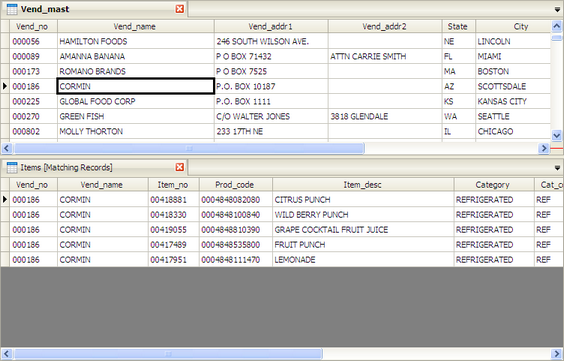 Vend_mast
Vend_no Vend_name Vend_addr1 Vend_addr2 State City
000056 HAMILTON FOODS 246 SOUTH WILSON AVE. NE LINCOLN
000089 AMANNA BANANA P O BOX 71432 ATTN CARRIE SMITH FL MIAMI
000173 ROMANO BRANDS P O BOX 7525 MA BOSTON
000186 CORMIN P.O. BOX 10187 AZ SCOTTSDALE
000225 GLOBAL FOOD CORP P.O. BOX 1111 KS KANSAS CITY
000270 GREEN FISH C/O WALTER JONES 3818 GLENDALE WA SEATTLE
000802 MOLLY THORTON 233 17TH NE IL CHICAGO
Items [Matching Records]
Vend_no Vend_name Item_no Prod_code Item_desc Category Cat_c
000186 CORMIN 00418881 0004848082080 CITRUS PUNCH REFRIGERATED REF
000186 CORMIN 00418330 0004848100840 WILD BERRY PUNCH REFRIGERATED REF
000186 CORMIN 00419055 0004848810390 GRAPE COCKTAIL FRUIT JUICE REFRIGERATED REF
000186 CORMIN 00417489 0004848535800 FRUIT PUNCH REFRIGERATED REF
000186 CORMIN 00417951 0004848111470 LEMONADE REFRIGERATED REF